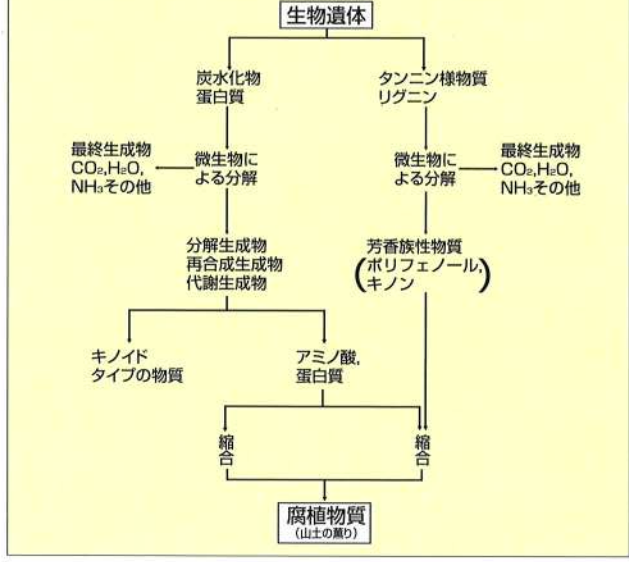 生物遺体
炭水化物
蛋白質
タンニン様物質
リグニン
最終生成物
CO₂,H₂O,
NH₃その他
微生物に
よる分解
微生物に
よる分解
最終生成物
CO₂,H₂O,
NH₃その他
分解生成物
再合成生成物
代謝生成物
芳香族性物質
(ポリフェノール,
キノン)
キノイド
タイプの物質
アミノ酸,
蛋白質
縮合
縮合
腐植物質
(山土の薫り)